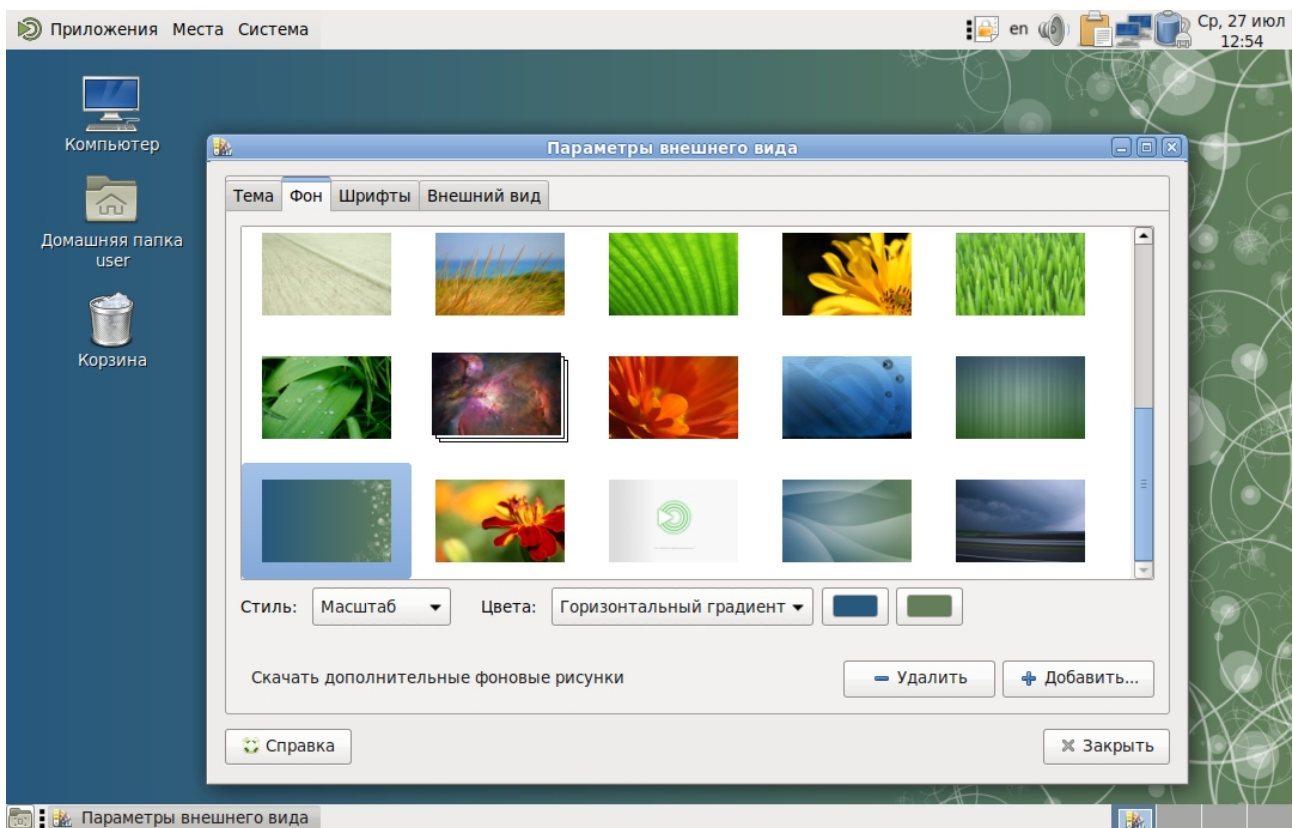 Приложения Места Система
en
Ср, 27 июл
12:54
Компьютер
Домашняя папка
user
Корзина
Параметры внешнего вида
Тема Фон Шрифты Внешний вид
Стиль: Масштаб Цвета: Горизонтальный градиент
Скачать дополнительные фоновые рисунки
Удалить
Добавить...
Справка
Закрыть
Параметры внешнего вида